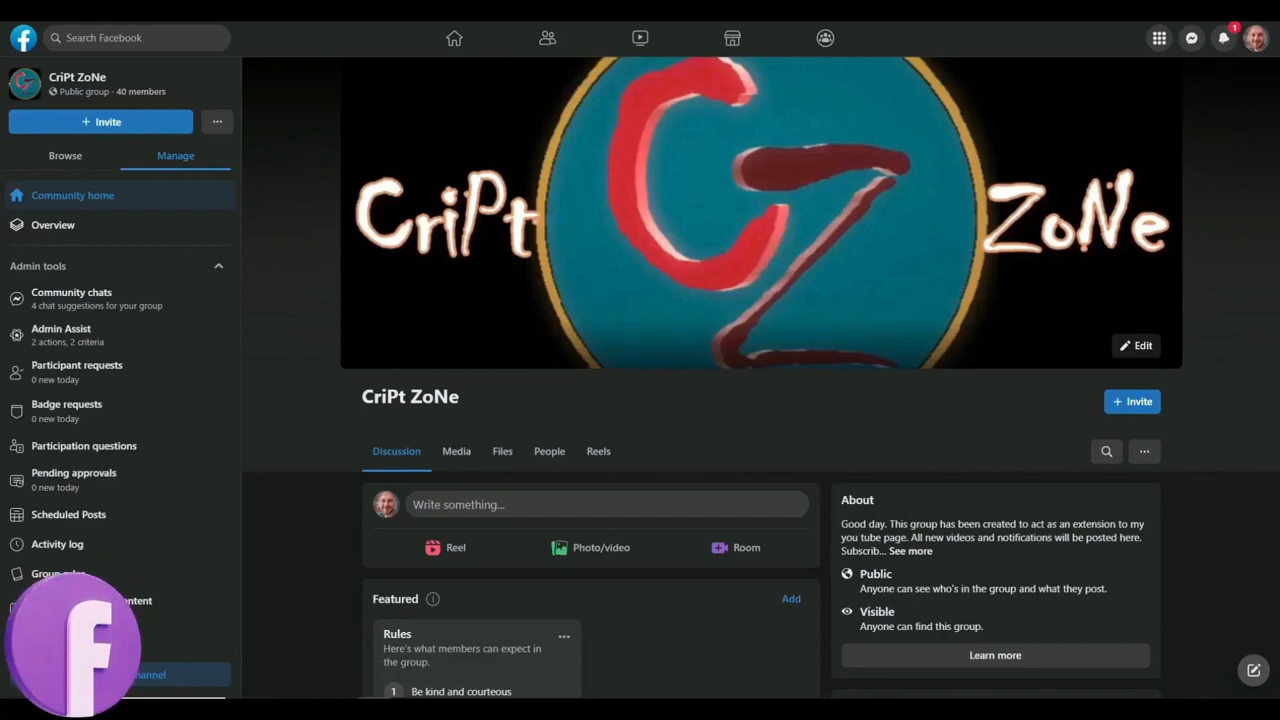 Search Facebook
1
CriPt ZoNe
Public group · 40 members
+ Invite
Browse
Manage
Community home
Overview
Admin tools
Community chats
4 chat suggestions for your group
Admin Assist
2 actions, 2 criteria
Participant requests
0 new today
Badge requests
0 new today
Participation questions
Pending approvals
0 new today
Scheduled Posts
Activity log
Group rules
CriPt
GZ
ZoNe
Edit
CriPt ZoNe
+ Invite
Discussion
Media
Files
People
Reels
Write something...
Reel
Photo/video
Room
Featured
Add
Rules
Here's what members can expect in
the group.
1 Be kind and courteous
About
Good day. This group has been created to act as an extension to my
you tube page. All new videos and notifications will be posted here.
Subscrib... See more
Public
Anyone can see who's in the group and what they post.
Visible
Anyone can find this group.
Learn more
f